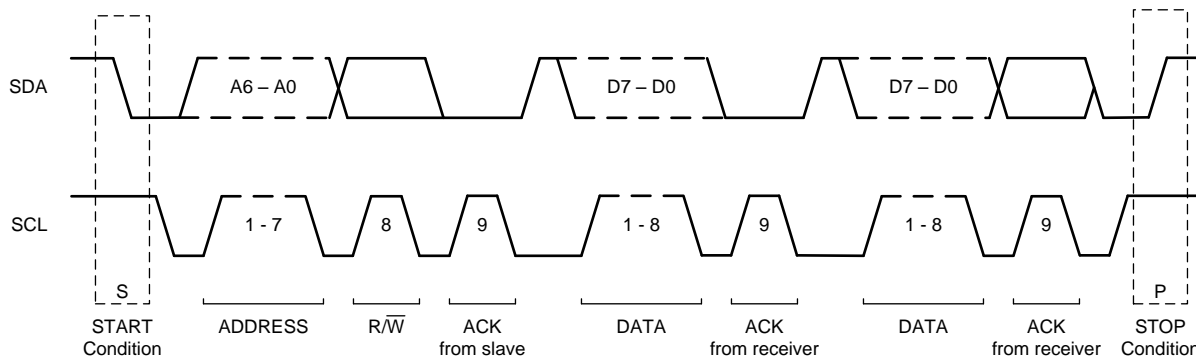 SDA
A6 – A0
D7 – D0
D7 – D0
SCL
1 - 7
8
9
1 - 8
9
1 - 8
9
S
P
START
Condition
ADDRESS
R/W̅
ACK
from slave
DATA
ACK
from receiver
DATA
ACK
from receiver
STOP
Condition